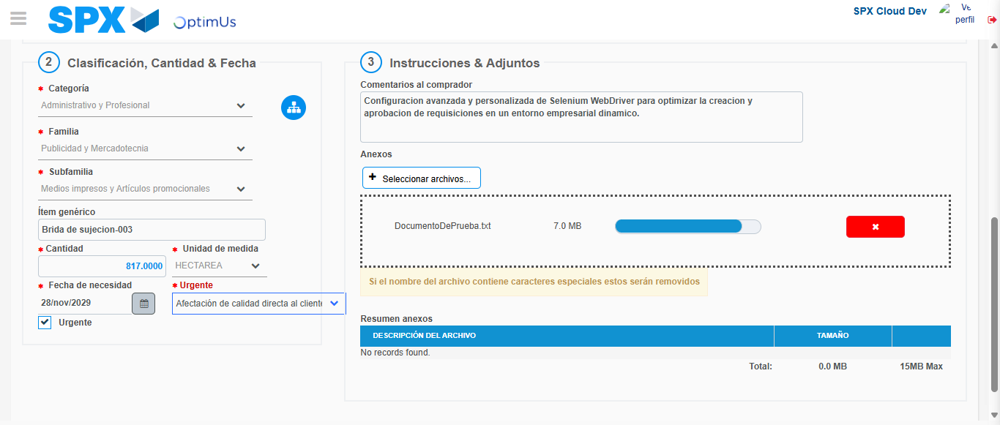 SPX
OptimUs
SPX Cloud Dev
Ve
perfil
2 Clasificación, Cantidad & Fecha
* Categoría
Administrativo y Profesional
* Familia
Publicidad y Mercadotecnia
* Subfamilia
Medios impresos y Artículos promocionales
Ítem genérico
Brida de sujecion-003
* Cantidad * Unidad de medida
817.0000 HECTAREA
* Fecha de necesidad * Urgente
28/nov/2029 Afectación de calidad directa al cliente
Urgente
3 Instrucciones & Adjuntos
Comentarios al comprador
Configuracion avanzada y personalizada de Selenium WebDriver para optimizar la creacion y
aprobacion de requisiciones en un entorno empresarial dinamico.
Anexos
+ Seleccionar archivos...
DocumentoDePrueba.txt 7.0 MB
Si el nombre del archivo contiene caracteres especiales estos serán removidos
Resumen anexos
DESCRIPCIÓN DEL ARCHIVO TAMAÑO
No records found.
Total: 0.0 MB 15MB Max